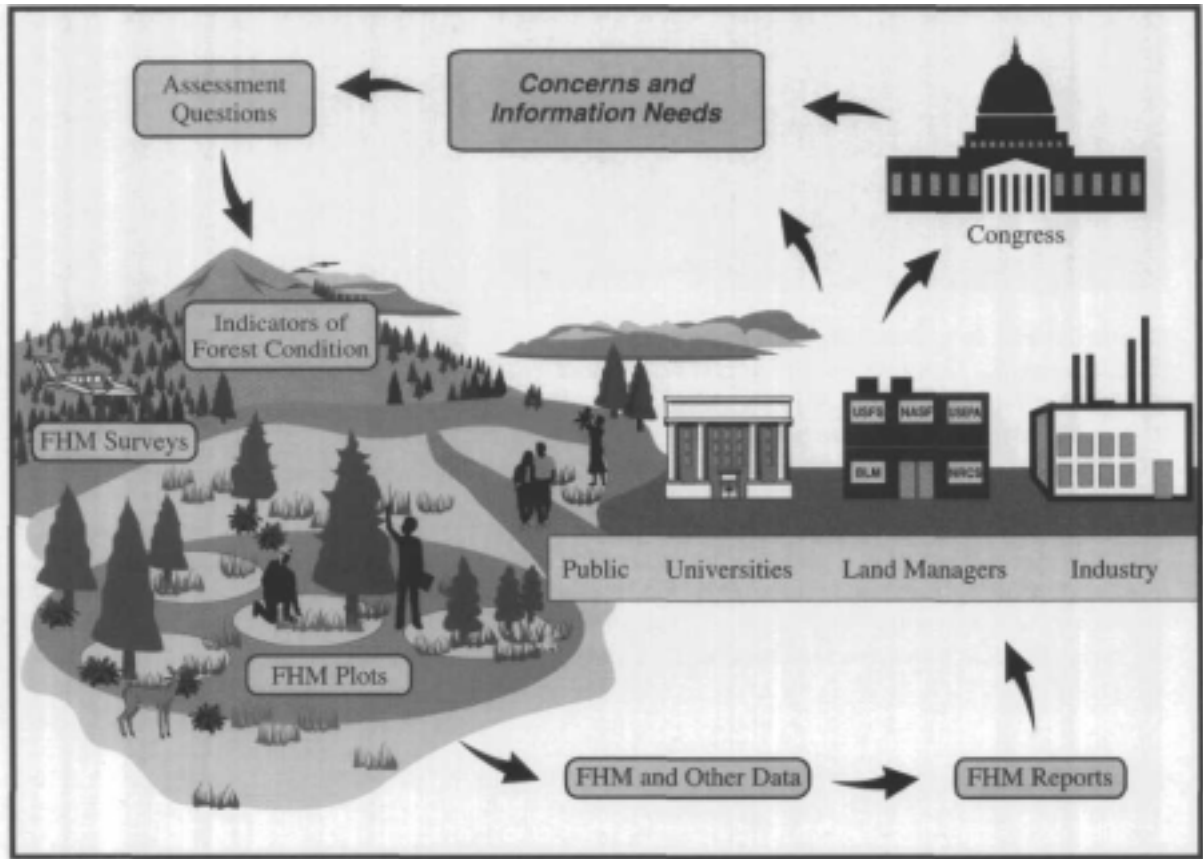 Assessment
Questions
Concerns and
Information Needs
Congress
Indicators of
Forest Condition
FHM Surveys
USFS NASF USEPA
BLM NRCS
Public Universities Land Managers Industry
FHM Plots
FHM and Other Data
FHM Reports